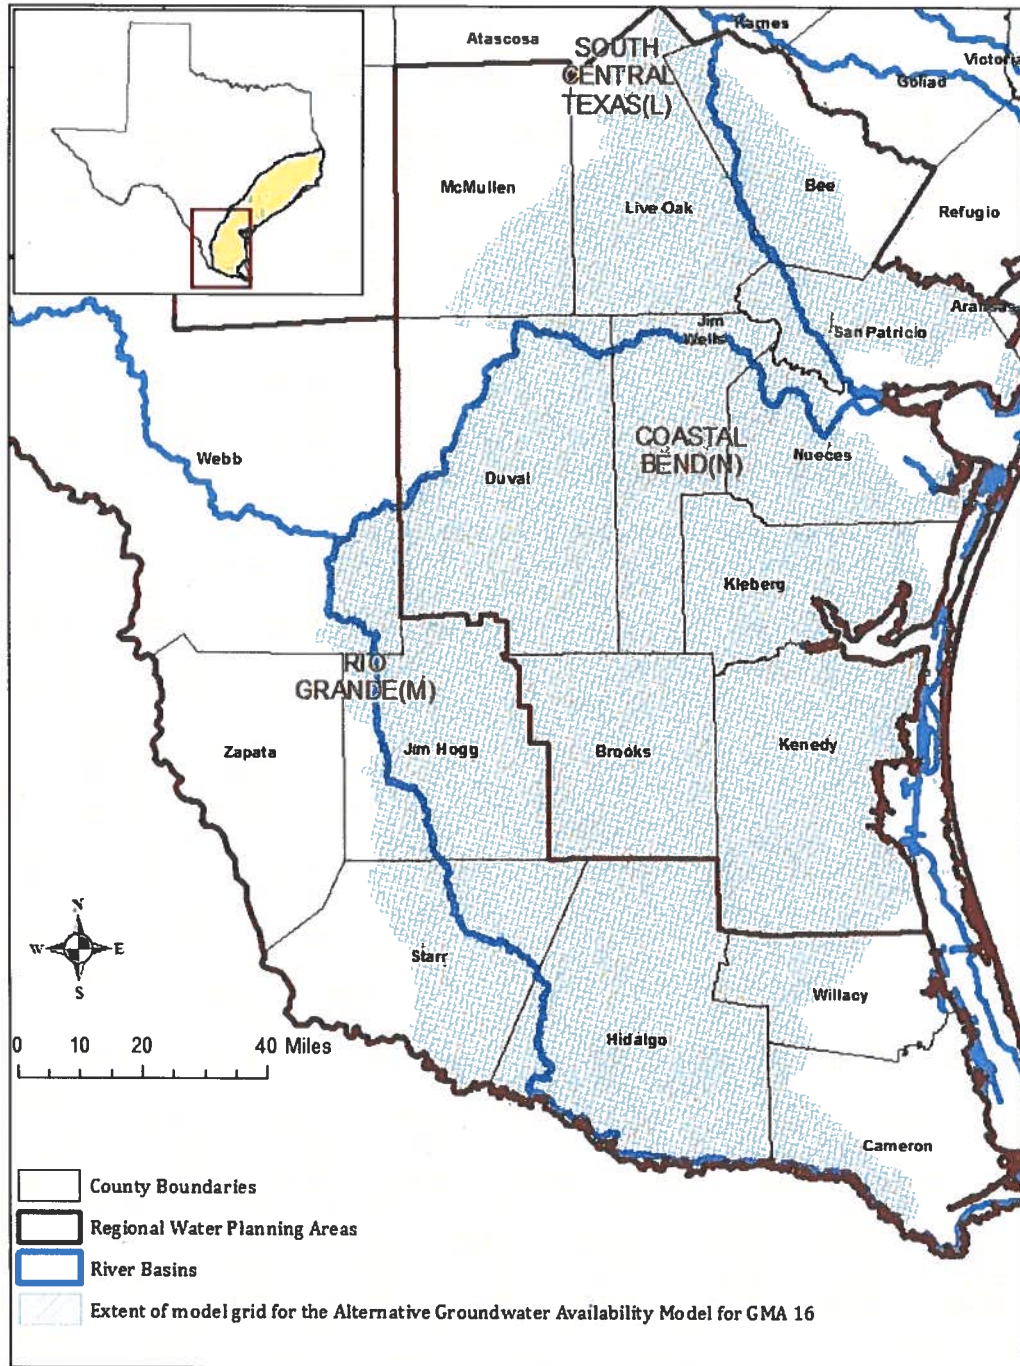 Karnes
Atascosa
SOUTH
CENTRAL
TEXAS(L)
Victoria
Goliad
McMullen
Bee
Live Oak
Refugio
Aransas
Jim
Wells
San Patricio
COASTAL
BEND(N)
Webb
Nueces
Duval
Kleberg
RIO
GRANDE(M)
Zapata
Jim Hogg
Brooks
Kenedy
N
W E
S
Starr
Willacy
0 10 20 40 Miles
Hidalgo
Cameron
County Boundaries
Regional Water Planning Areas
River Basins
Extent of model grid for the Alternative Groundwater Availability Model for GMA 16